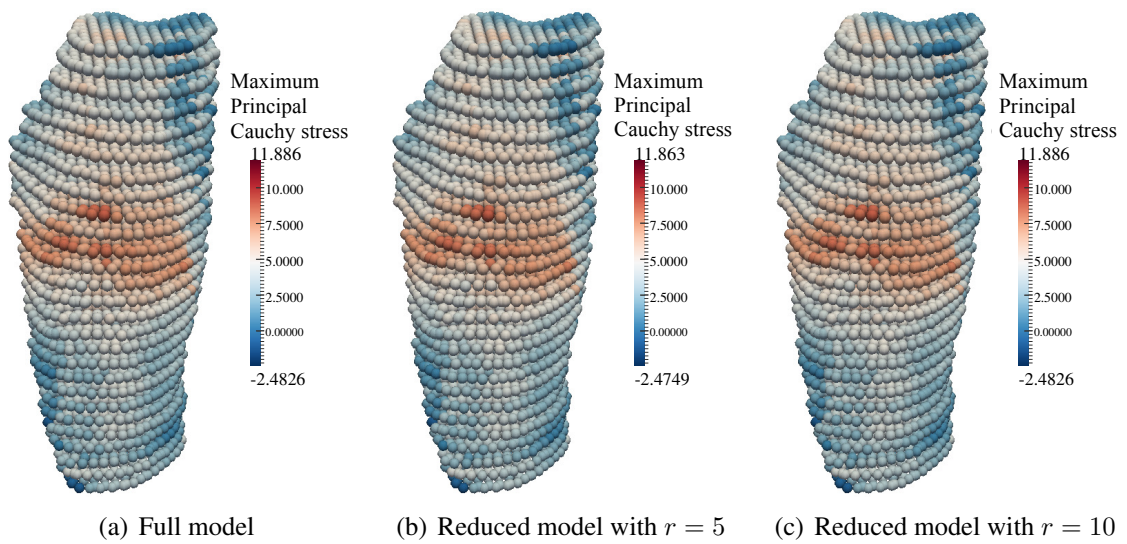 Maximum
Principal
Cauchy stress
11.886
10.000
7.5000
5.0000
2.5000
0.00000
-2.4826
Maximum
Principal
Cauchy stress
11.863
10.000
7.5000
5.0000
2.5000
0.00000
-2.4749
Maximum
Principal
Cauchy stress
11.886
10.000
7.5000
5.0000
2.5000
0.00000
-2.4826
(a) Full model
(b) Reduced model with r = 5
(c) Reduced model with r = 10